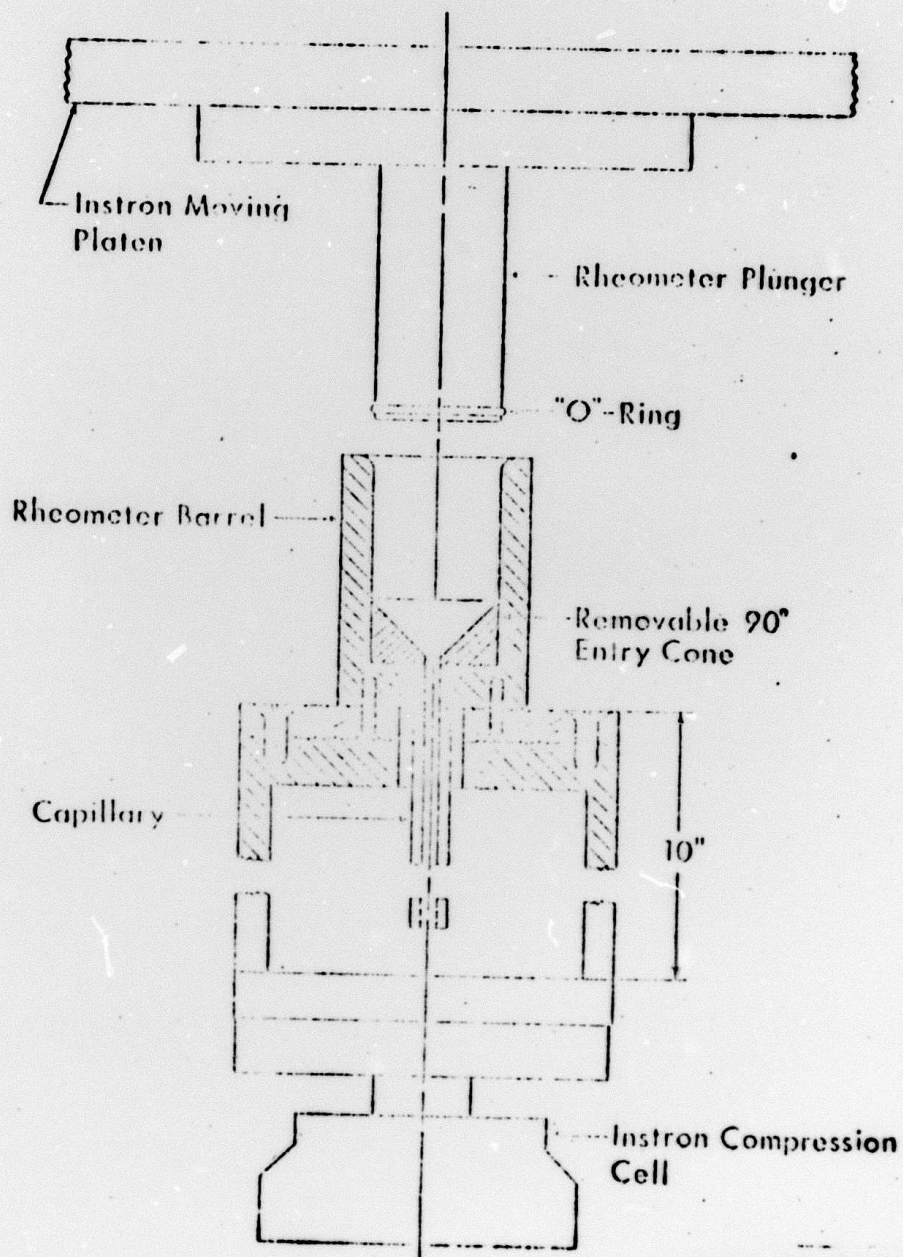 Instron Moving
Platen
Rheometer Plunger
"O"-Ring
Rheometer Barrel
Removable 90"
Entry Cone
Capillary
10"
Instron Compression
Cell